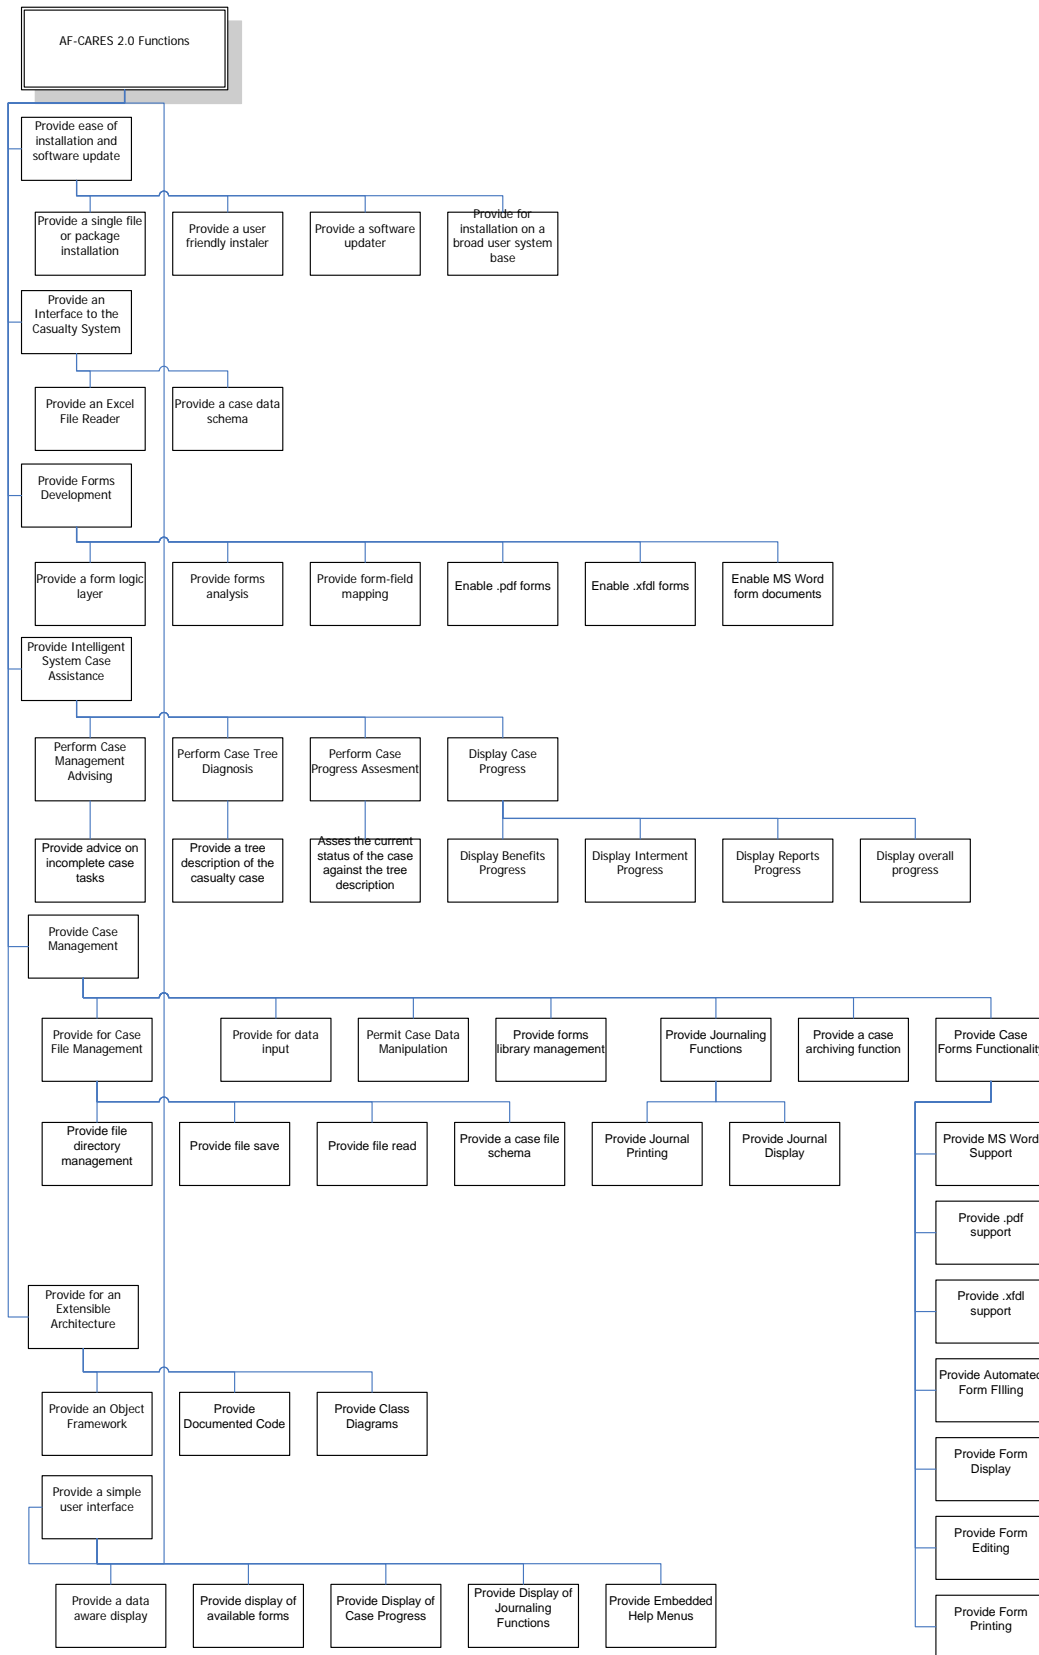 AF-CARES 2.0 Functions
Provide ease of
installation and
software update
Provide a single file
or package
installation
Provide a user
friendly instaler
Provide a software
updater
Provide for
installation on a
broad user system
base
Provide an
Interface to the
Casualty System
Provide an Excel
File Reader
Provide a case data
schema
Provide Forms
Development
Provide a form logic
layer
Provide forms
analysis
Provide form-field
mapping
Enable .pdf forms
Enable .xfdl forms
Enable MS Word
form documents
Provide Intelligent
System Case
Assistance
Perform Case
Management
Advising
Perform Case Tree
Diagnosis
Perform Case
Progress Assesment
Display Case
Progress
Provide advice on
incomplete case
tasks
Provide a tree
description of the
casualty case
Asses the current
status of the case
against the tree
description
Display Benefits
Progress
Display Interment
Progress
Display Reports
Progress
Display overall
progress
Provide Case
Management
Provide for Case
File Management
Provide for data
input
Permit Case Data
Manipulation
Provide forms
library management
Provide Journaling
Functions
Provide a case
archiving function
Provide Case
Forms Functionality
Provide file
directory
management
Provide file save
Provide file read
Provide a case file
schema
Provide Journal
Printing
Provide Journal
Display
Provide MS Word
Support
Provide .pdf
support
Provide .xfdl
support
Provide Automated
Form FIlling
Provide Form
Display
Provide Form
Editing
Provide Form
Printing
Provide for an
Extensible
Architecture
Provide an Object
Framework
Provide
Documented Code
Provide Class
Diagrams
Provide a simple
user interface
Provide a data
aware display
Provide display of
available forms
Provide Display of
Case Progress
Provide Display of
Journaling
Functions
Provide Embedded
Help Menus